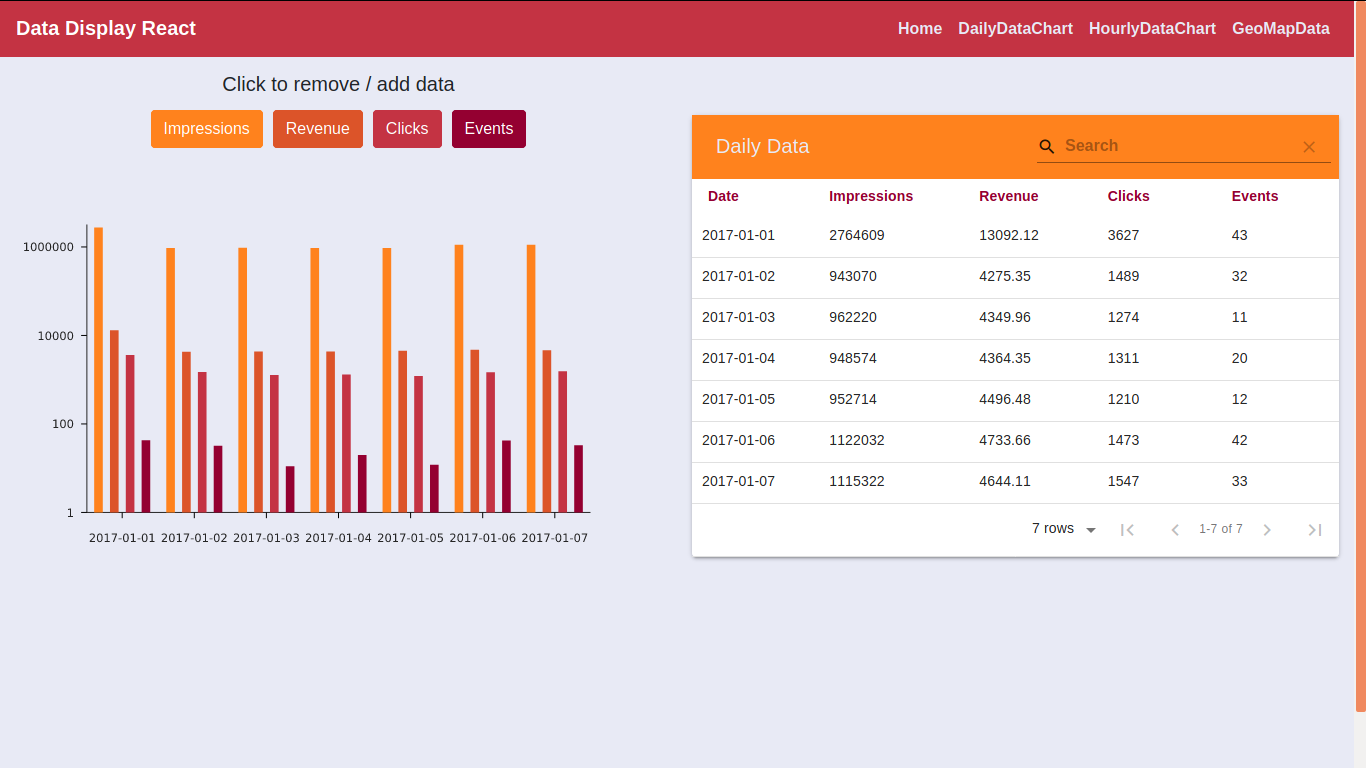 Data Display React
Home DailyDataChart HourlyDataChart GeoMapData
Click to remove / add data
Impressions Revenue Clicks Events
1000000
10000
100
1
2017-01-01 2017-01-02 2017-01-03 2017-01-04 2017-01-05 2017-01-06 2017-01-07
Daily Data Search
Date Impressions Revenue Clicks Events
2017-01-01 2764609 13092.12 3627 43
2017-01-02 943070 4275.35 1489 32
2017-01-03 962220 4349.96 1274 11
2017-01-04 948574 4364.35 1311 20
2017-01-05 952714 4496.48 1210 12
2017-01-06 1122032 4733.66 1473 42
2017-01-07 1115322 4644.11 1547 33
7 rows 1-7 of 7